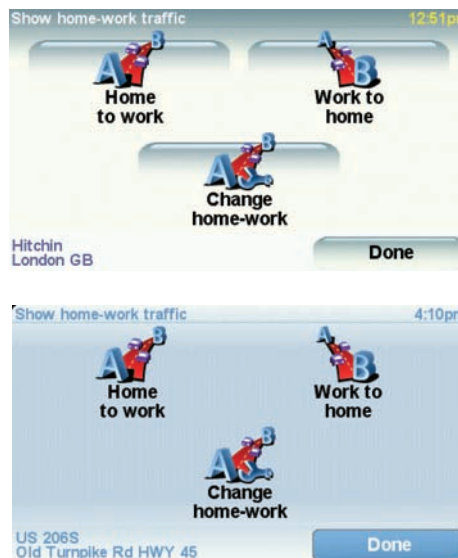 Show home-work traffic 12:51p
A B
Home
to work
A B
Work to
home
A B
Change
home-work
Hitchin
London GB
Done
Show home-work traffic 4:10pr
A B
Home
to work
A B
Work to
home
A B
Change
home-work
US 206S
Old Turnpike Rd HWY 45
Done